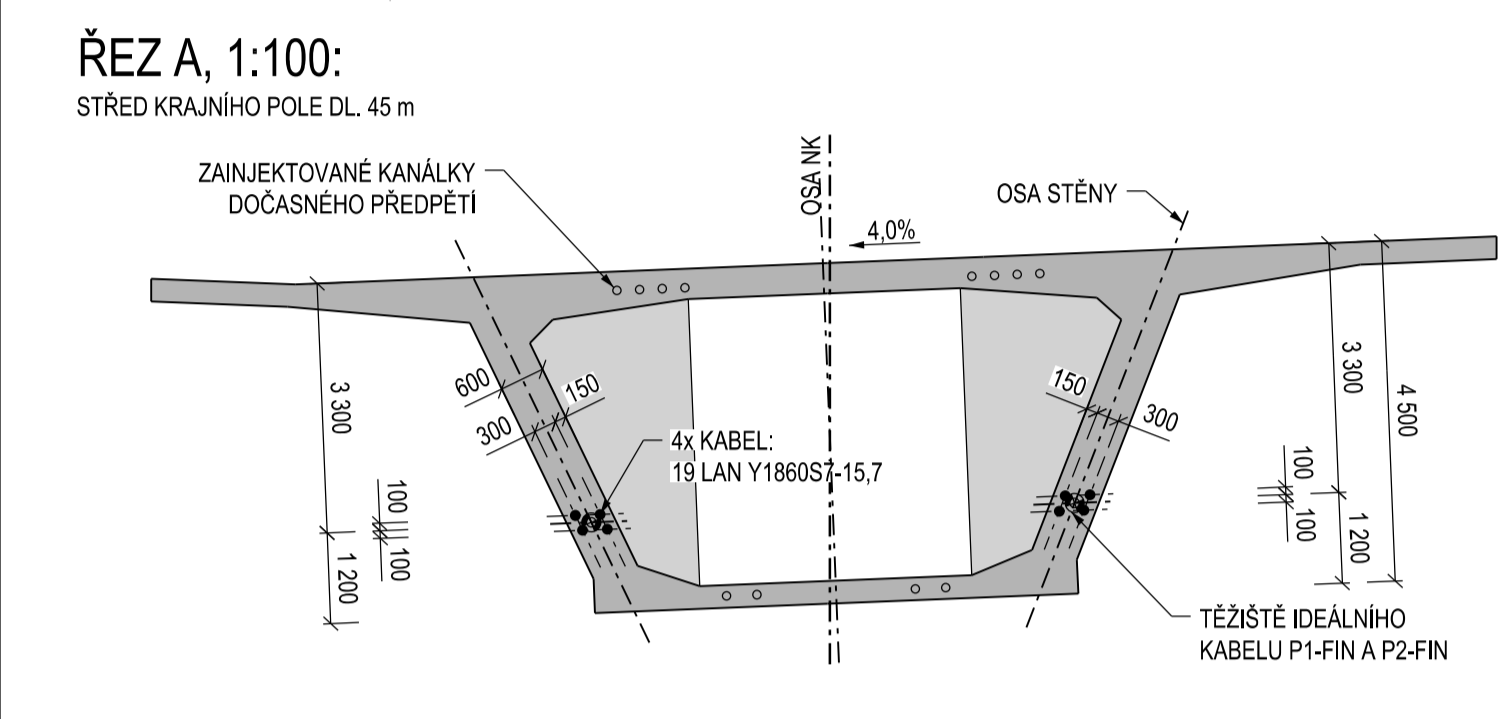 ŘEZ A, 1:100:
STŘED KRAJNÍHO POLE DL. 45 m
ZAINJEKTOVANÉ KANÁLKY
DOČASNÉHO PŘEDPĚTÍ
OSA NK
4,0%
OSA STĚNY
3 300
1 200
100
100
600
300
150
4x KABEL:
19 LAN Y1860S7-15,7
150
300
100
100
3 300
1 200
4 500
TĚŽIŠTĚ IDEÁLNÍHO
KABELU P1-FIN A P2-FIN